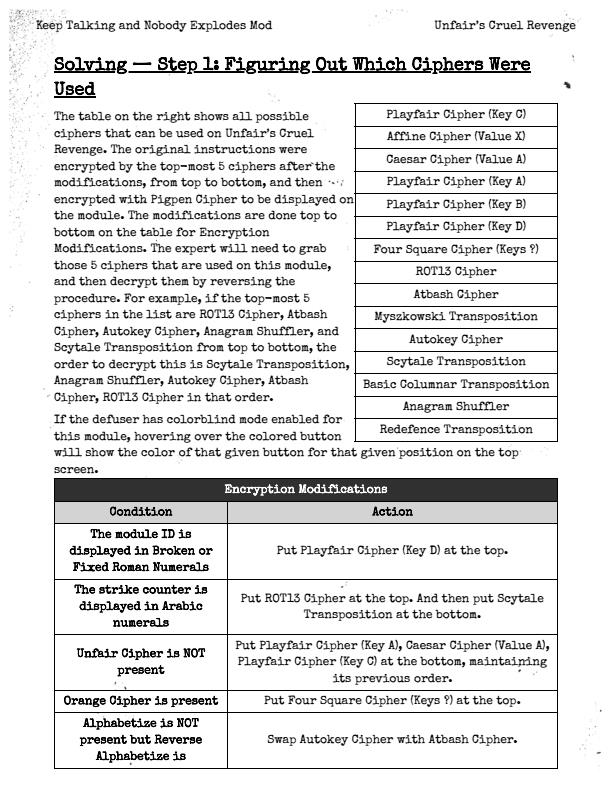 Keep Talking and Nobody Explodes Mod
Unfair's Cruel Revenge
Solving — Step 1: Figuring Out Which Ciphers Were
Used
The table on the right shows all possible
ciphers that can be used on Unfair's Cruel
Revenge. The original instructions were
encrypted by the top-most 5 ciphers after the
modifications, from top to bottom, and then
encrypted with Pigpen Cipher to be displayed on
the module. The modifications are done top to
bottom on the table for Encryption
Modifications. The expert will need to grab
those 5 ciphers that are used on this module,
and then decrypt them by reversing the
procedure. For example, if the top-most 5
ciphers in the list are ROT13 Cipher, Atbash
Cipher, Autokey Cipher, Anagram Shuffler, and
Scytale Transposition from top to bottom, the
order to decrypt this is Scytale Transposition,
Anagram Shuffler, Autokey Cipher, Atbash
Cipher, ROT13 Cipher in that order.
Playfair Cipher (Key C)
Affine Cipher (Value X)
Caesar Cipher (Value A)
Playfair Cipher (Key A)
Playfair Cipher (Key B)
Playfair Cipher (Key D)
Four Square Cipher (Keys ?)
ROT13 Cipher
Atbash Cipher
Myszkowski Transposition
Autokey Cipher
Scytale Transposition
Basic Columnar Transposition
Anagram Shuffler
Redefence Transposition
If the defuser has colorblind mode enabled for
this module, hovering over the colored button
will show the color of that given button for that given position on the top
screen.
Encryption Modifications
Condition
Action
The module ID is
displayed in Broken or
Fixed Roman Numerals
Put Playfair Cipher (Key D) at the top.
The strike counter is
displayed in Arabic
numerals
Put ROT13 Cipher at the top. And then put Scytale
Transposition at the bottom.
Unfair Cipher is NOT
present
Put Playfair Cipher (Key A), Caesar Cipher (Value A),
Playfair Cipher (Key C) at the bottom, maintaining
its previous order.
Orange Cipher is present
Put Four Square Cipher (Keys ?) at the top.
Alphabetize is NOT
present but Reverse
Alphabetize is
Swap Autokey Cipher with Atbash Cipher.